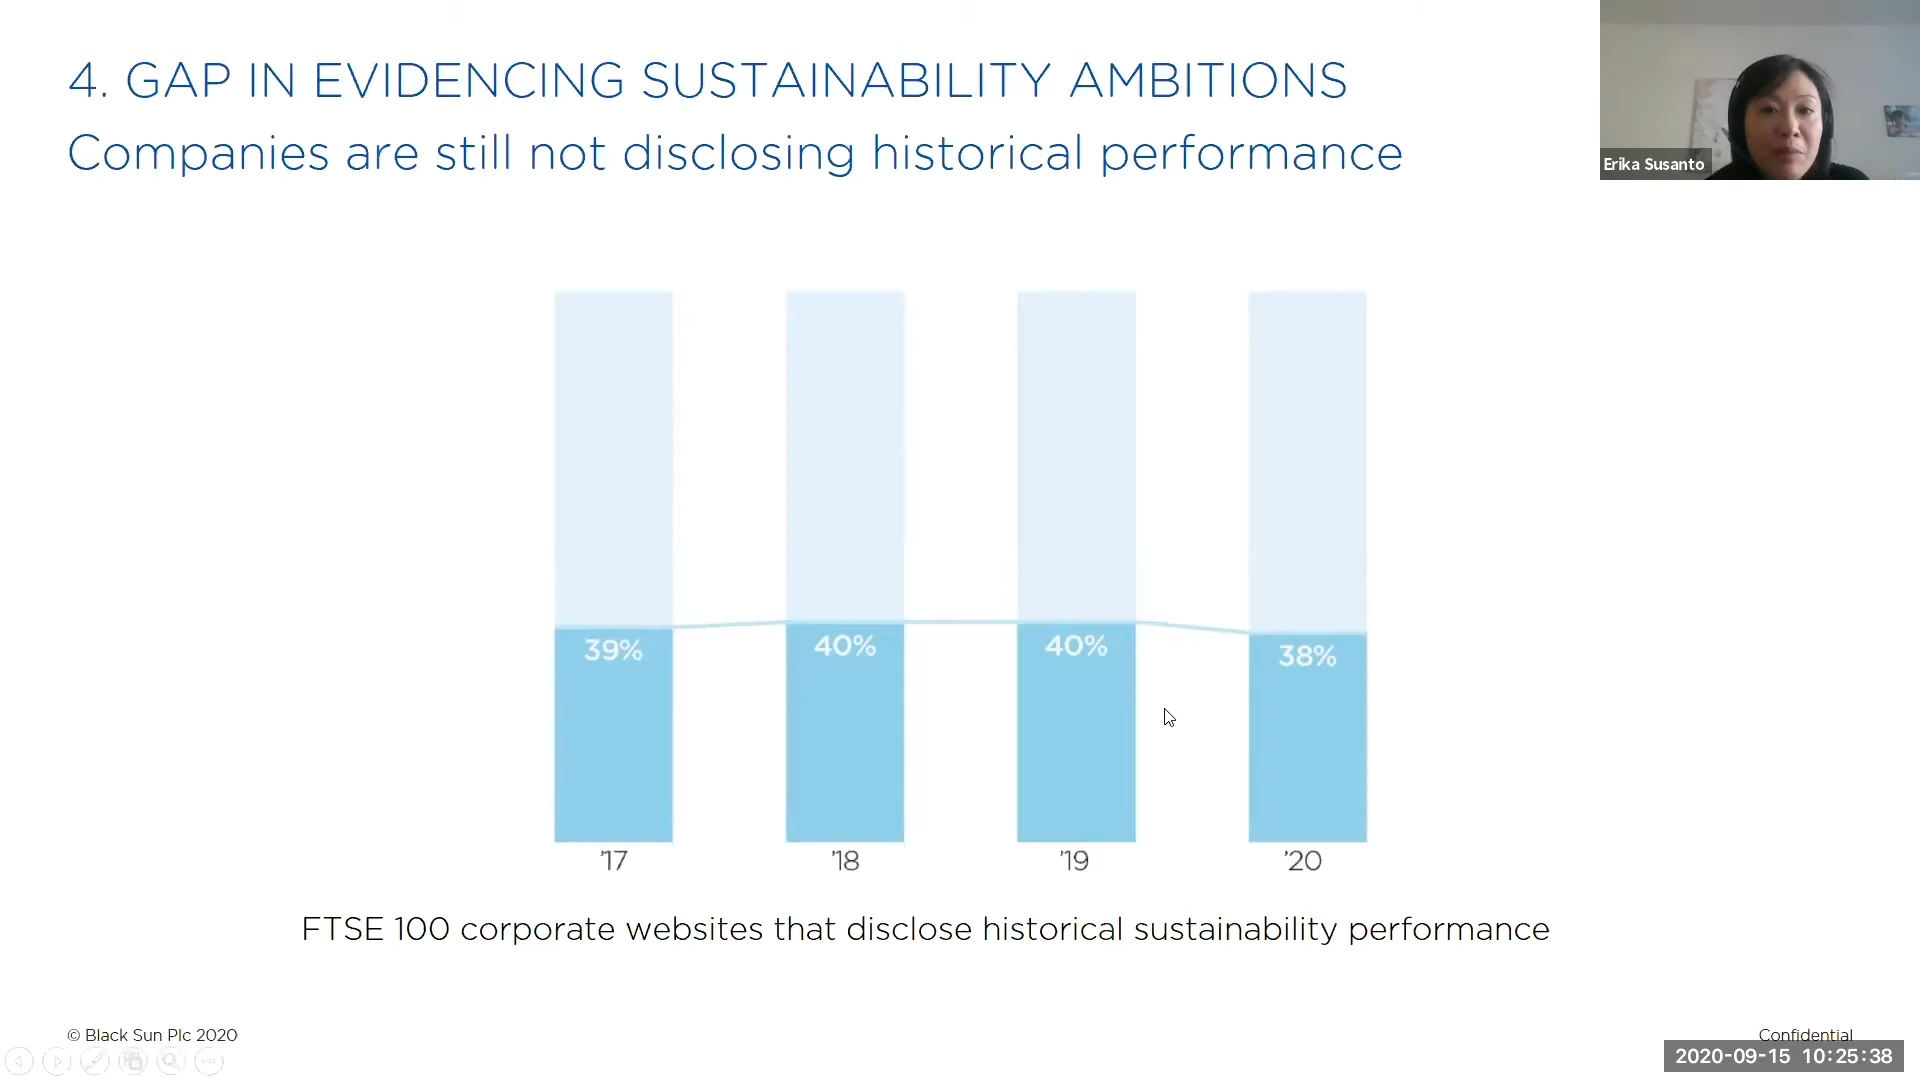 4. GAP IN EVIDENCING SUSTAINABILITY AMBITIONS
Companies are still not disclosing historical performance
Erika Susanto
39%
40%
40%
38%
'17
'18
'19
'20
FTSE 100 corporate websites that disclose historical sustainability performance
© Black Sun Plc 2020
Confidential
2020-09-15 10:25:38